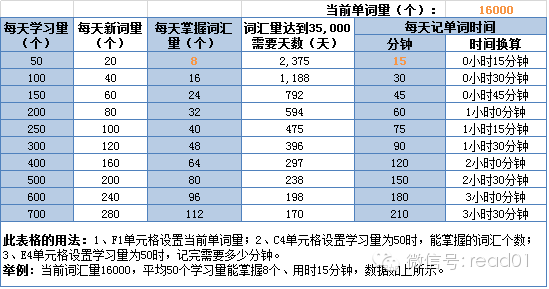 当前单词量（个）： 16000
每天学习量（个） 每天新词量（个） 每天掌握词汇量（个） 词汇量达到35,000需要天数（天） 每天记单词时间
分钟 时间换算
50 20 8 2,375 15 0小时15分钟
100 40 16 1,188 30 0小时30分钟
150 60 24 792 45 0小时45分钟
200 80 32 594 60 1小时0分钟
250 100 40 475 75 1小时15分钟
300 120 48 396 90 1小时30分钟
400 160 64 297 120 2小时0分钟
500 200 80 238 150 2小时30分钟
600 240 96 198 180 3小时0分钟
700 280 112 170 210 3小时30分钟
此表格的用法：1、F1单元格设置当前单词量；2、C4单元格设置学习量为50时，能掌握的词汇个数；
3、E4单元格设置学习量为50时，记完需要多少分钟。
举例：当前词汇量16000，平均50个学习量能掌握8个、用时15分钟，数据如上所示。
微信号: read01